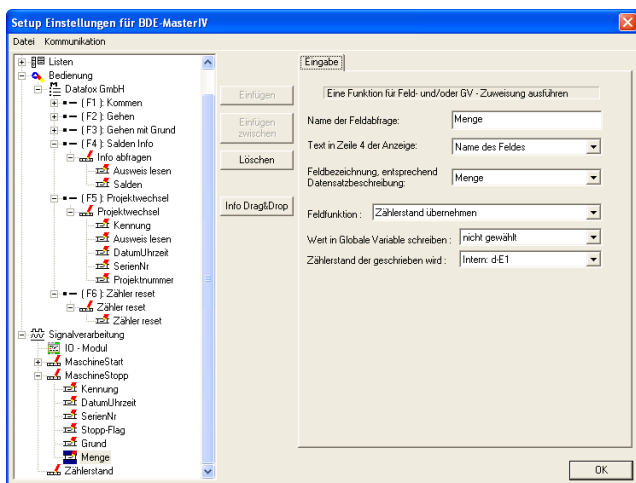 Setup Einstellungen für BDE-MasterIV
Datei Kommunikation
Listen
Bedienung
Datafox GmbH
( F1 ): Kommen
( F2 ): Gehen
( F3 ): Gehen mit Grund
( F4 ): Salden Info
Info abfragen
Ausweis lesen
Salden
( F5 ): Projektwechsel
Projektwechsel
Kennung
Ausweis lesen
DatumUhrzeit
SerienNr
Projektnummer
( F6 ): Zähler reset
Zähler reset
Zähler reset
Signalverarbeitung
IO - Modul
MaschineStart
MaschineStopp
Kennung
DatumUhrzeit
SerienNr
Stopp-Flag
Grund
Menge
Zählerstand
Einfügen
Einfügen
zwischen
Löschen
Info Drag&Drop
Eingabe
Eine Funktion für Feld- und/oder GV - Zuweisung ausführen
Name der Feldabfrage: Menge
Text in Zeile 4 der Anzeige: Name des Feldes
Feldbezeichnung, entsprechend
Datensatzbeschreibung: Menge
Feldfunktion : Zählerstand übernehmen
Wert in Globale Variable schreiben : nicht gewählt
Zählerstand der geschrieben wird : Intern: d-E1
OK